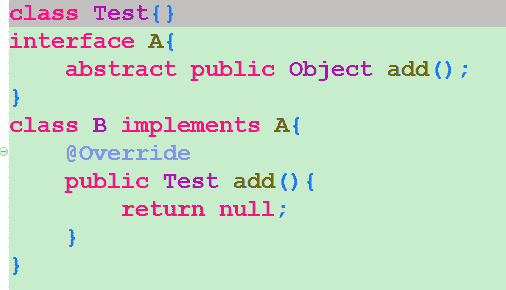 class Test{}
interface A{
    abstract public Object add();
}
class B implements A{
    @Override
    public Test add(){
        return null;
    }
}